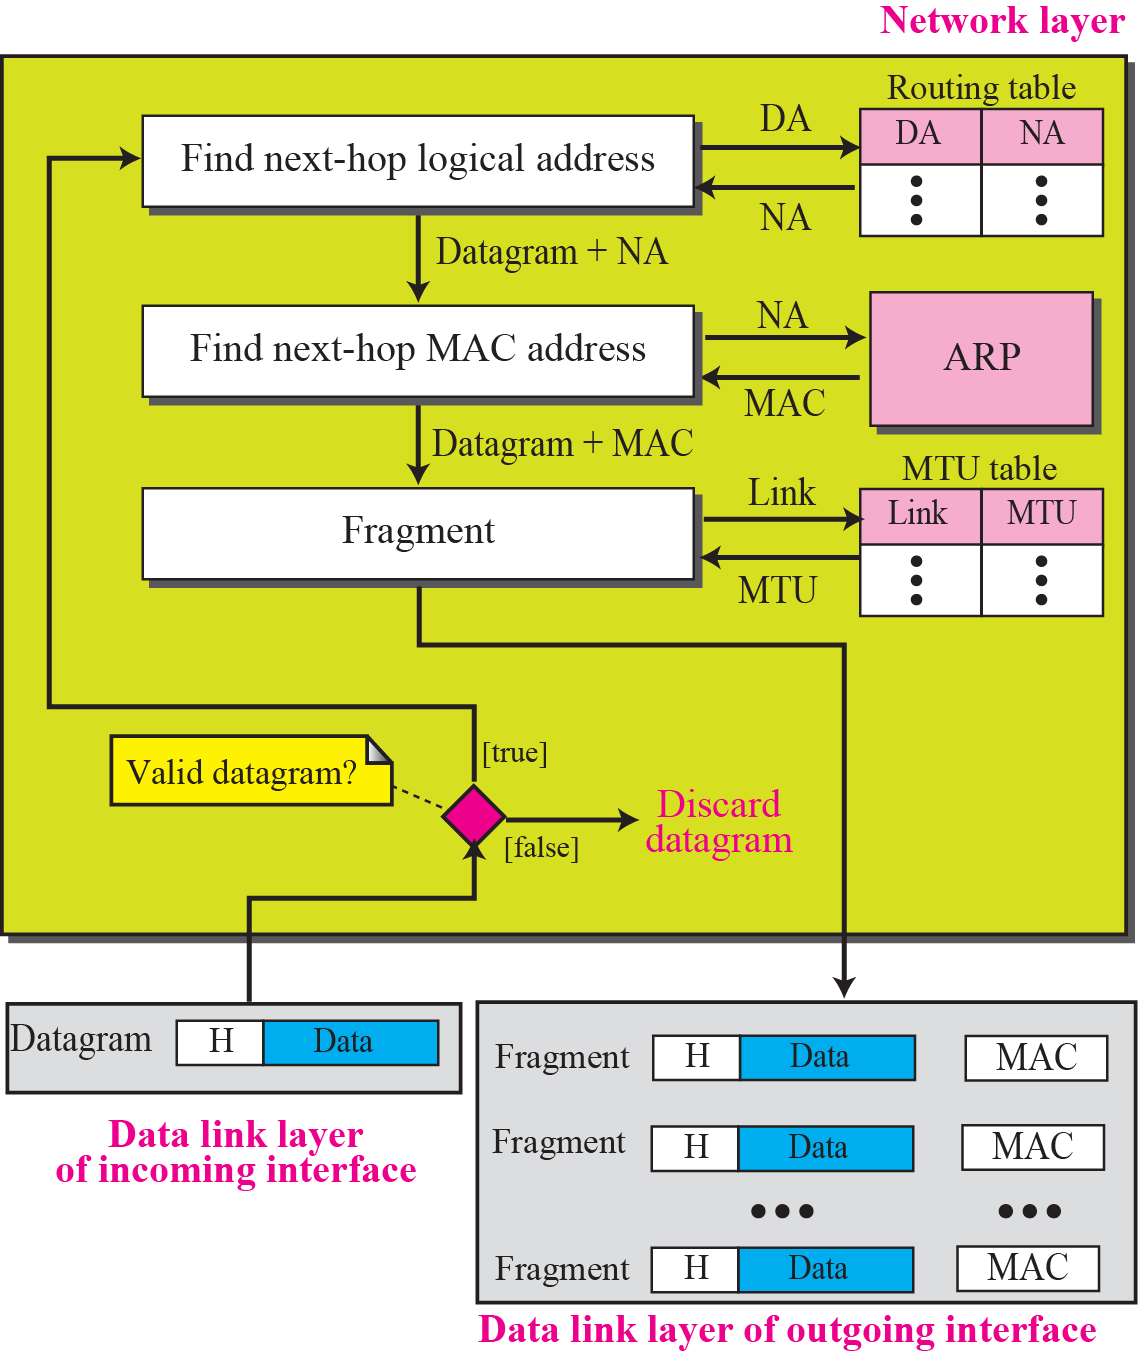 Network layer
Routing table
DA NA
Find next-hop logical address
DA
NA
Datagram + NA
Find next-hop MAC address
NA
MAC
ARP
Datagram + MAC
MTU table
Link MTU
Fragment
Link
MTU
[true]
Valid datagram?
[false]
Discard
datagram
Datagram H Data
Data link layer
of incoming interface
Fragment H Data MAC
Fragment H Data MAC
Fragment H Data MAC
Data link layer of outgoing interface